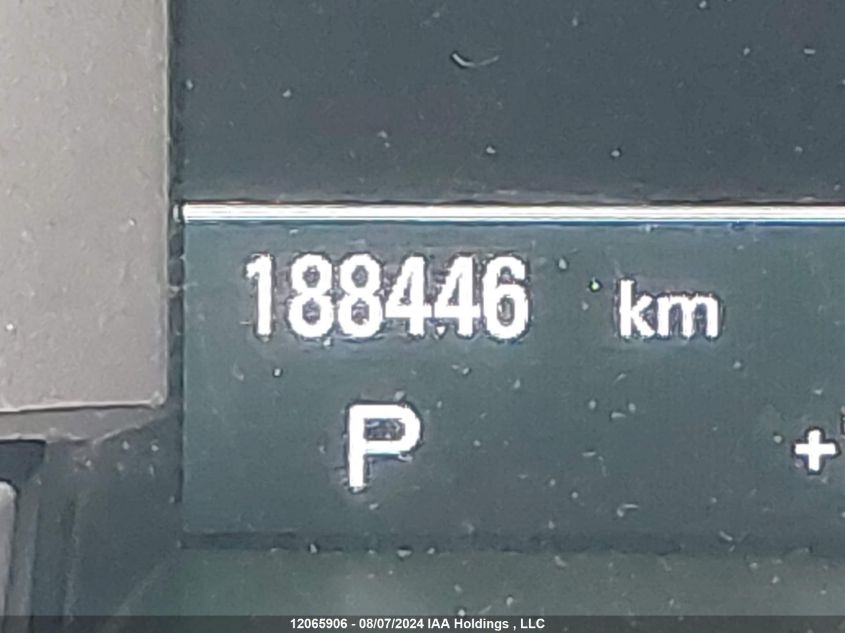 188446 km
P +
12065906 - 08/07/2024 IAA Holdings , LLC